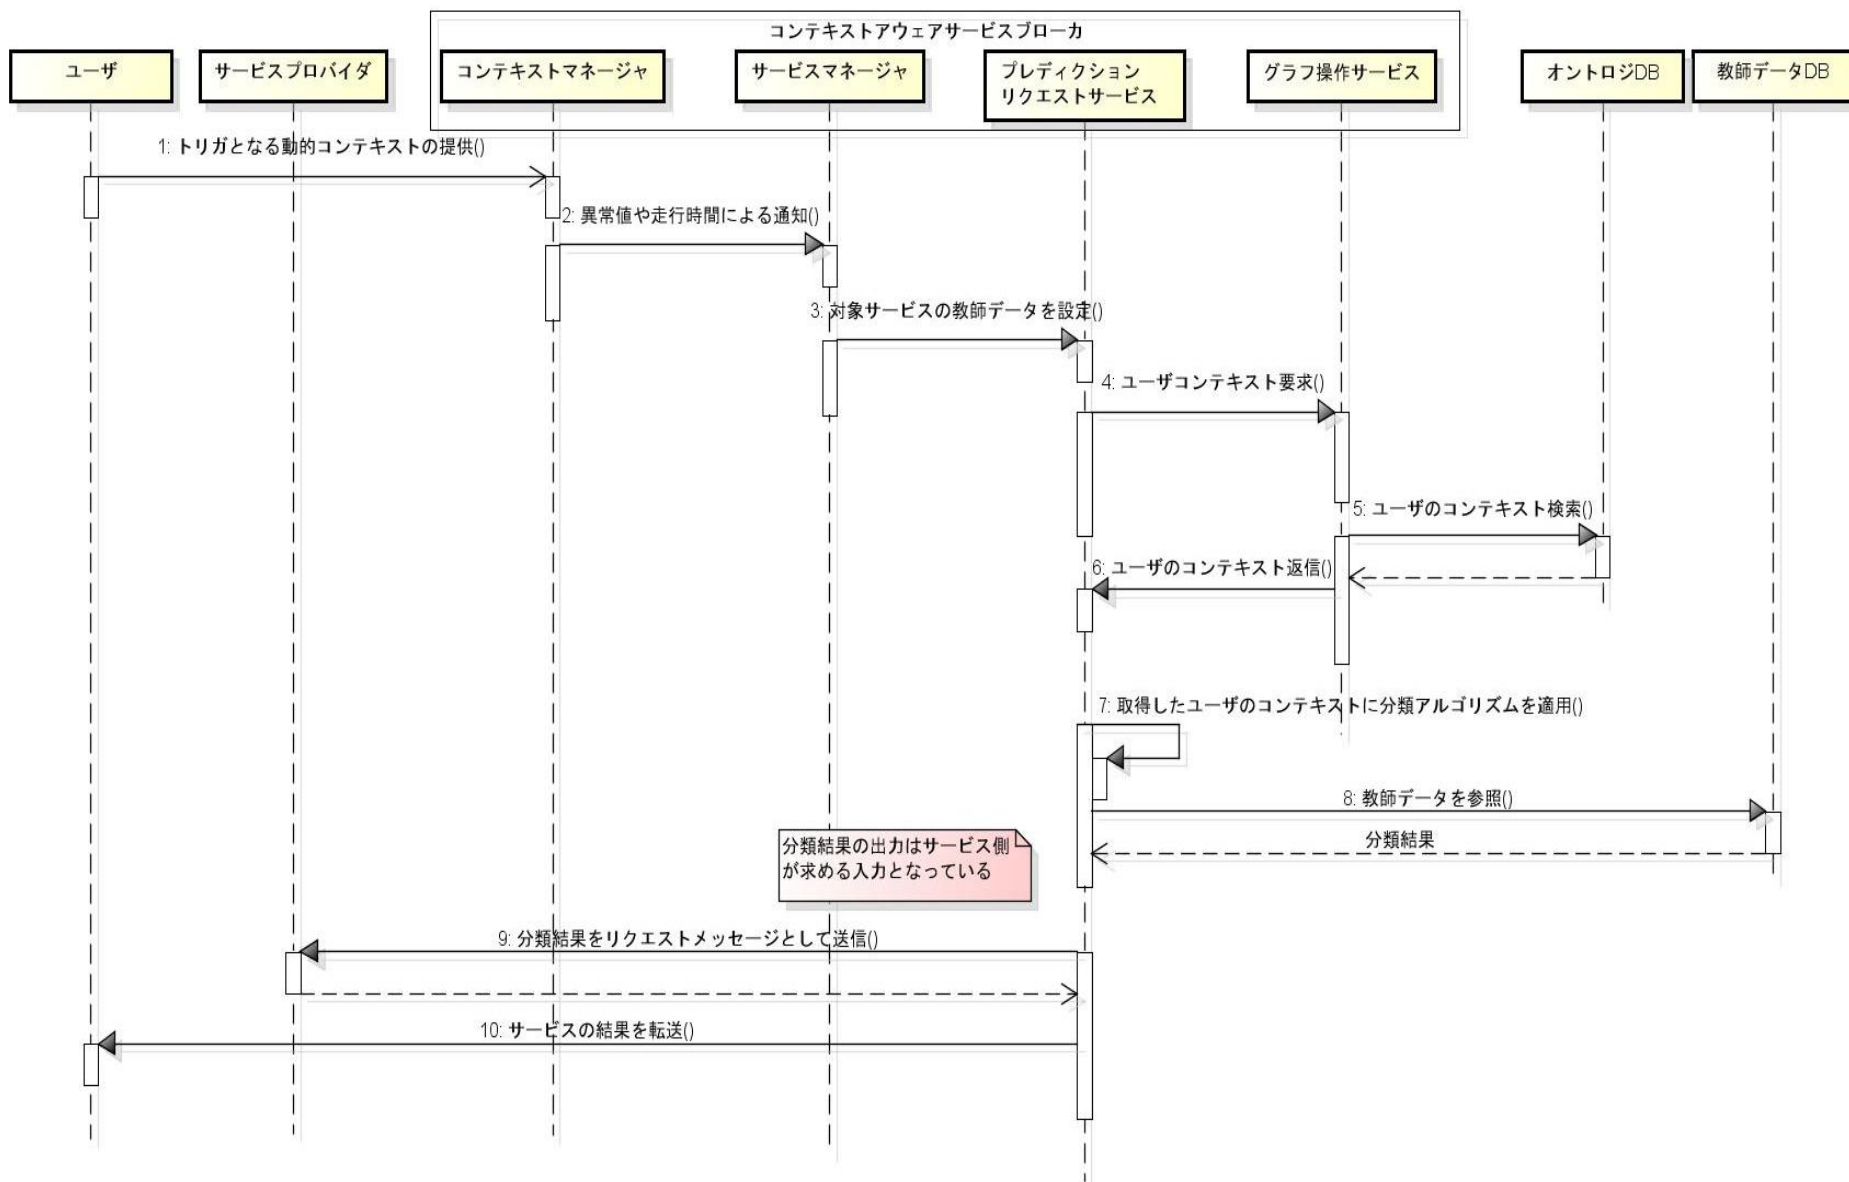 コンテキストアウェアサービスブローカ
ユーザ
サービスプロバイダ
コンテキストマネージャ
サービスマネージャ
プレディクション
リクエストサービス
グラフ操作サービス
オントロジDB
教師データDB
1: トリガとなる動的コンテキストの提供()
2: 異常値や走行時間による通知()
3: 対象サービスの教師データを設定()
4: ユーザコンテキスト要求()
5: ユーザのコンテキスト検索()
6: ユーザのコンテキスト返信()
7: 取得したユーザのコンテキストに分類アルゴリズムを適用()
8: 教師データを参照()
分類結果
分類結果の出力はサービス側
が求める入力となっている
9: 分類結果をリクエストメッセージとして送信()
10: サービスの結果を転送()